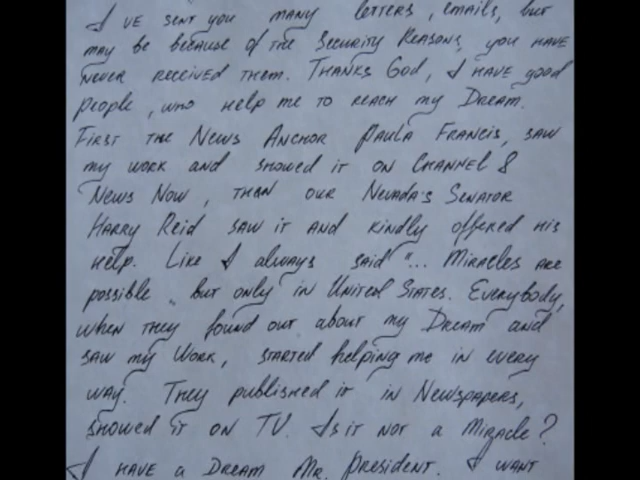 I VE SENT you MANY LETTERS, EMAILS, but
MAY BE BECAUSE OF THE SECURITY REASONS, you HAVE
NEVER RECEIVED THEM. THANKS GOD, I HAVE good
People, WHO HELP ME TO REACH MY DREAM.
FIRST THE NEWS ANCHOR PAULA FRANCIS, SAW
MY WORK AND SHOWED IT ON CHANNEL 8
NEWS NOW, THAN OUR NEVADA'S SENATOR
HARRY REID SAW IT AND KINDLY OFFERED HIS
HELP. LIKE I always said "... MIRACLES ARE
possible „ but only in UNITED STATES. EVERYBODY,
WHEN THEY found out about my DREAM and
SAW my WORK, STARTED helping me in every
way. They published it in Newspapers,
SHOWED IT ON TV. IS IT NOT a MIRACLE?
I HAVE a DREAM MR. PRESIDENT. I WANT